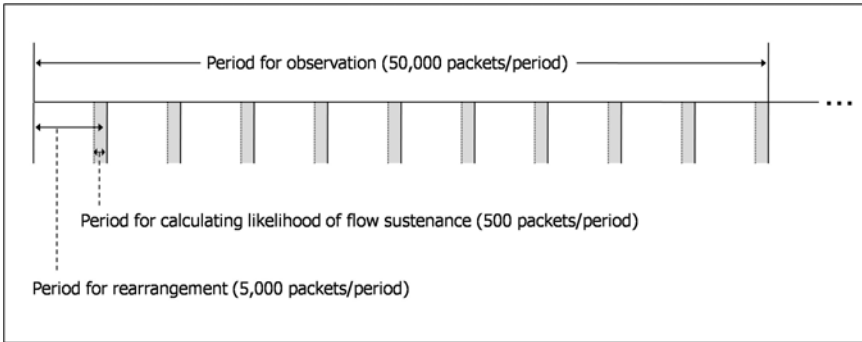 Period for observation (50,000 packets/period)
...
Period for calculating likelihood of flow sustenance (500 packets/period)
Period for rearrangement (5,000 packets/period)